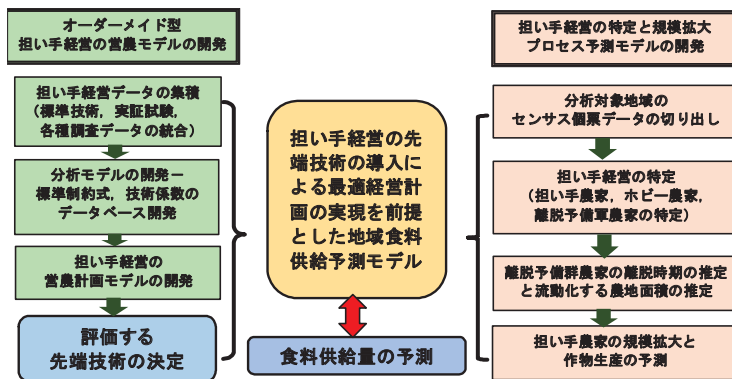 オーダーメイド型
担い手経営の営農モデルの開発
担い手経営データの集積
(標準技術，実証試験，
各種調査データの統合)
分析モデルの開発－
標準制約式，技術係数の
データベース開発
担い手経営の
営農計画モデルの開発
評価する
先端技術の決定
担い手経営の先
端技術の導入に
よる最適経営計
画の実現を前提
とした地域食料
供給予測モデル
食料供給量の予測
担い手経営の特定と規模拡大
プロセス予測モデルの開発
分析対象地域の
センサス個票データの切り出し
担い手経営の特定
(担い手農家，ホビー農家，
離脱予備軍農家の特定)
離脱予備群農家の離脱時期の推定
と流動化する農地面積の推定
担い手農家の規模拡大と
作物生産の予測